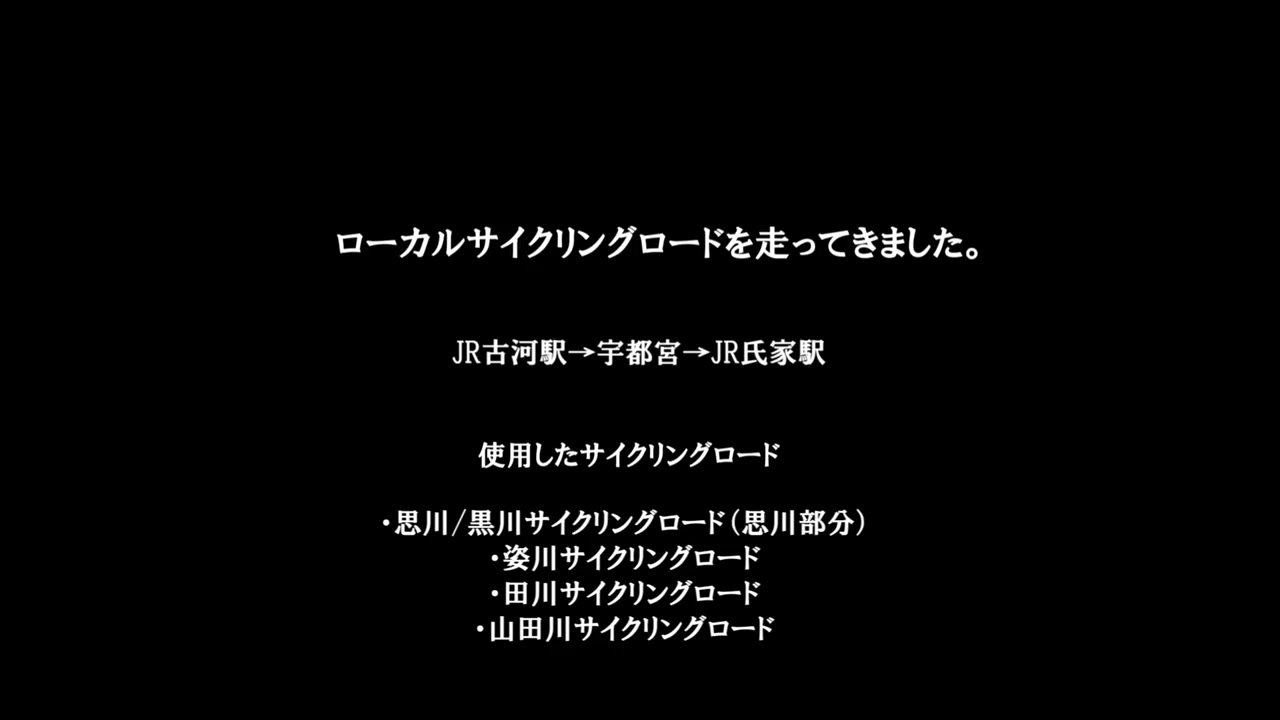 ローカルサイクリングロードを走ってきました。
JR古河駅→宇都宮→JR氏家駅
使用したサイクリングロード
・思川/黒川サイクリングロード（思川部分）
・姿川サイクリングロード
・田川サイクリングロード
・山田川サイクリングロード